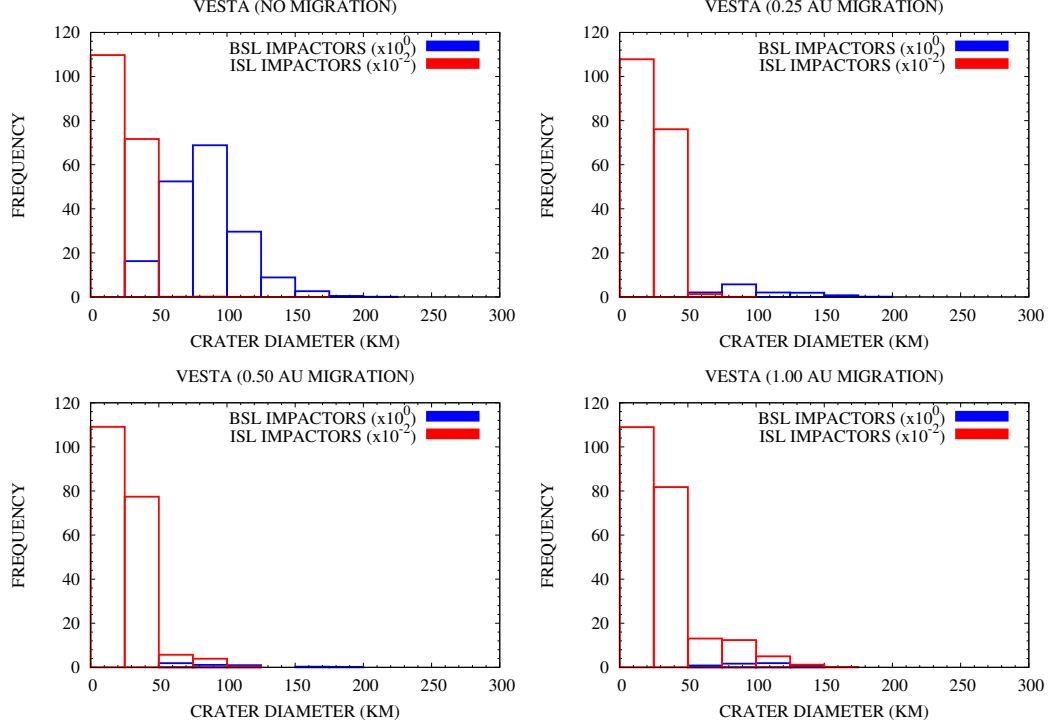 VESTA (NO MIGRATION)
120
100
80
60
40
20
0
FREQUENCY
BSL IMPACTORS (x10^0)
ISL IMPACTORS (x10^-2)
0 50 100 150 200 250 300
CRATER DIAMETER (KM)
VESTA (0.25 AU MIGRATION)
120
100
80
60
40
20
0
FREQUENCY
BSL IMPACTORS (x10^0)
ISL IMPACTORS (x10^-2)
0 50 100 150 200 250 300
CRATER DIAMETER (KM)
VESTA (0.50 AU MIGRATION)
120
100
80
60
40
20
0
FREQUENCY
BSL IMPACTORS (x10^0)
ISL IMPACTORS (x10^-2)
0 50 100 150 200 250 300
CRATER DIAMETER (KM)
VESTA (1.00 AU MIGRATION)
120
100
80
60
40
20
0
FREQUENCY
BSL IMPACTORS (x10^0)
ISL IMPACTORS (x10^-2)
0 50 100 150 200 250 300
CRATER DIAMETER (KM)